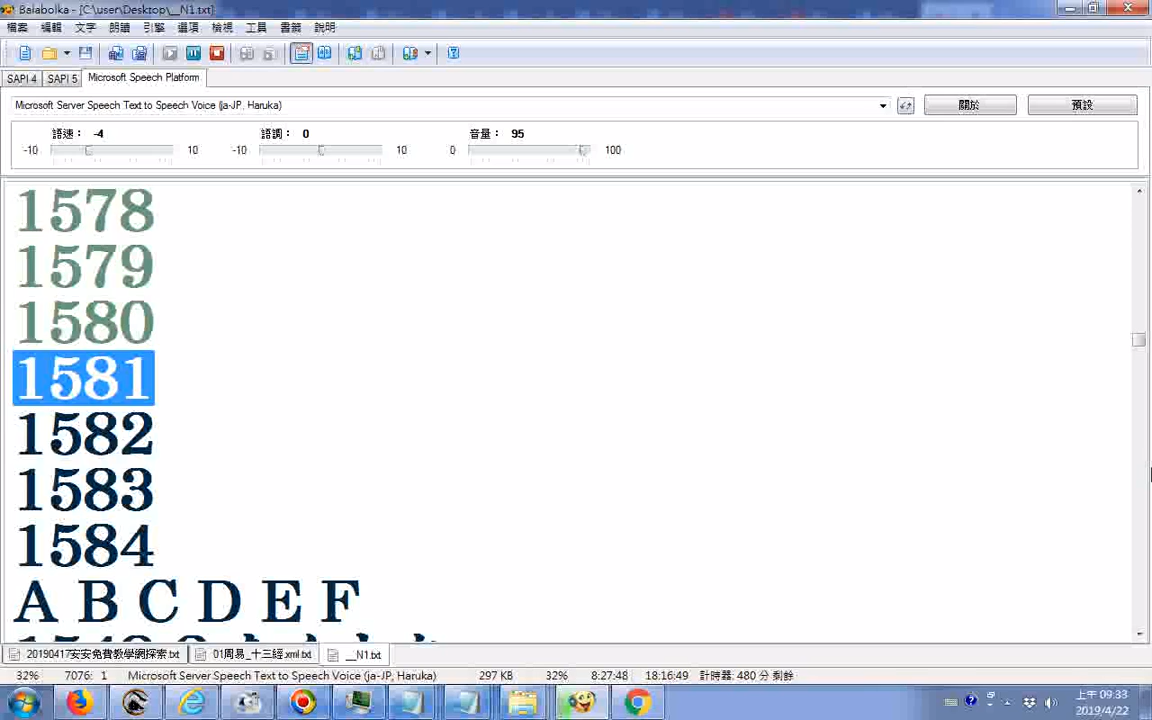 Balabolka - [C:\user\Desktop\__N1.txt]
檔案 編輯 文字 朗讀 引擎 選項 檢視 工具 書籤 說明
SAPI 4 SAPI 5 Microsoft Speech Platform
Microsoft Server Speech Text to Speech Voice (ja-JP, Haruka) 關於 預設
語速： -4 語調： 0 音量： 95
-10 10 -10 10 0 100
1578
1579
1580
1581
1582
1583
1584
A B C D E F
20190417安安免費教學網探索.txt 01周易_十三經.xml.txt __N1.txt
32% 7076: 1 Microsoft Server Speech Text to Speech Voice (ja-JP, Haruka) 297 KB 32% 8:27:48 18:16:49 計時器: 480 分 剩餘
上午 09:33
2019/4/22